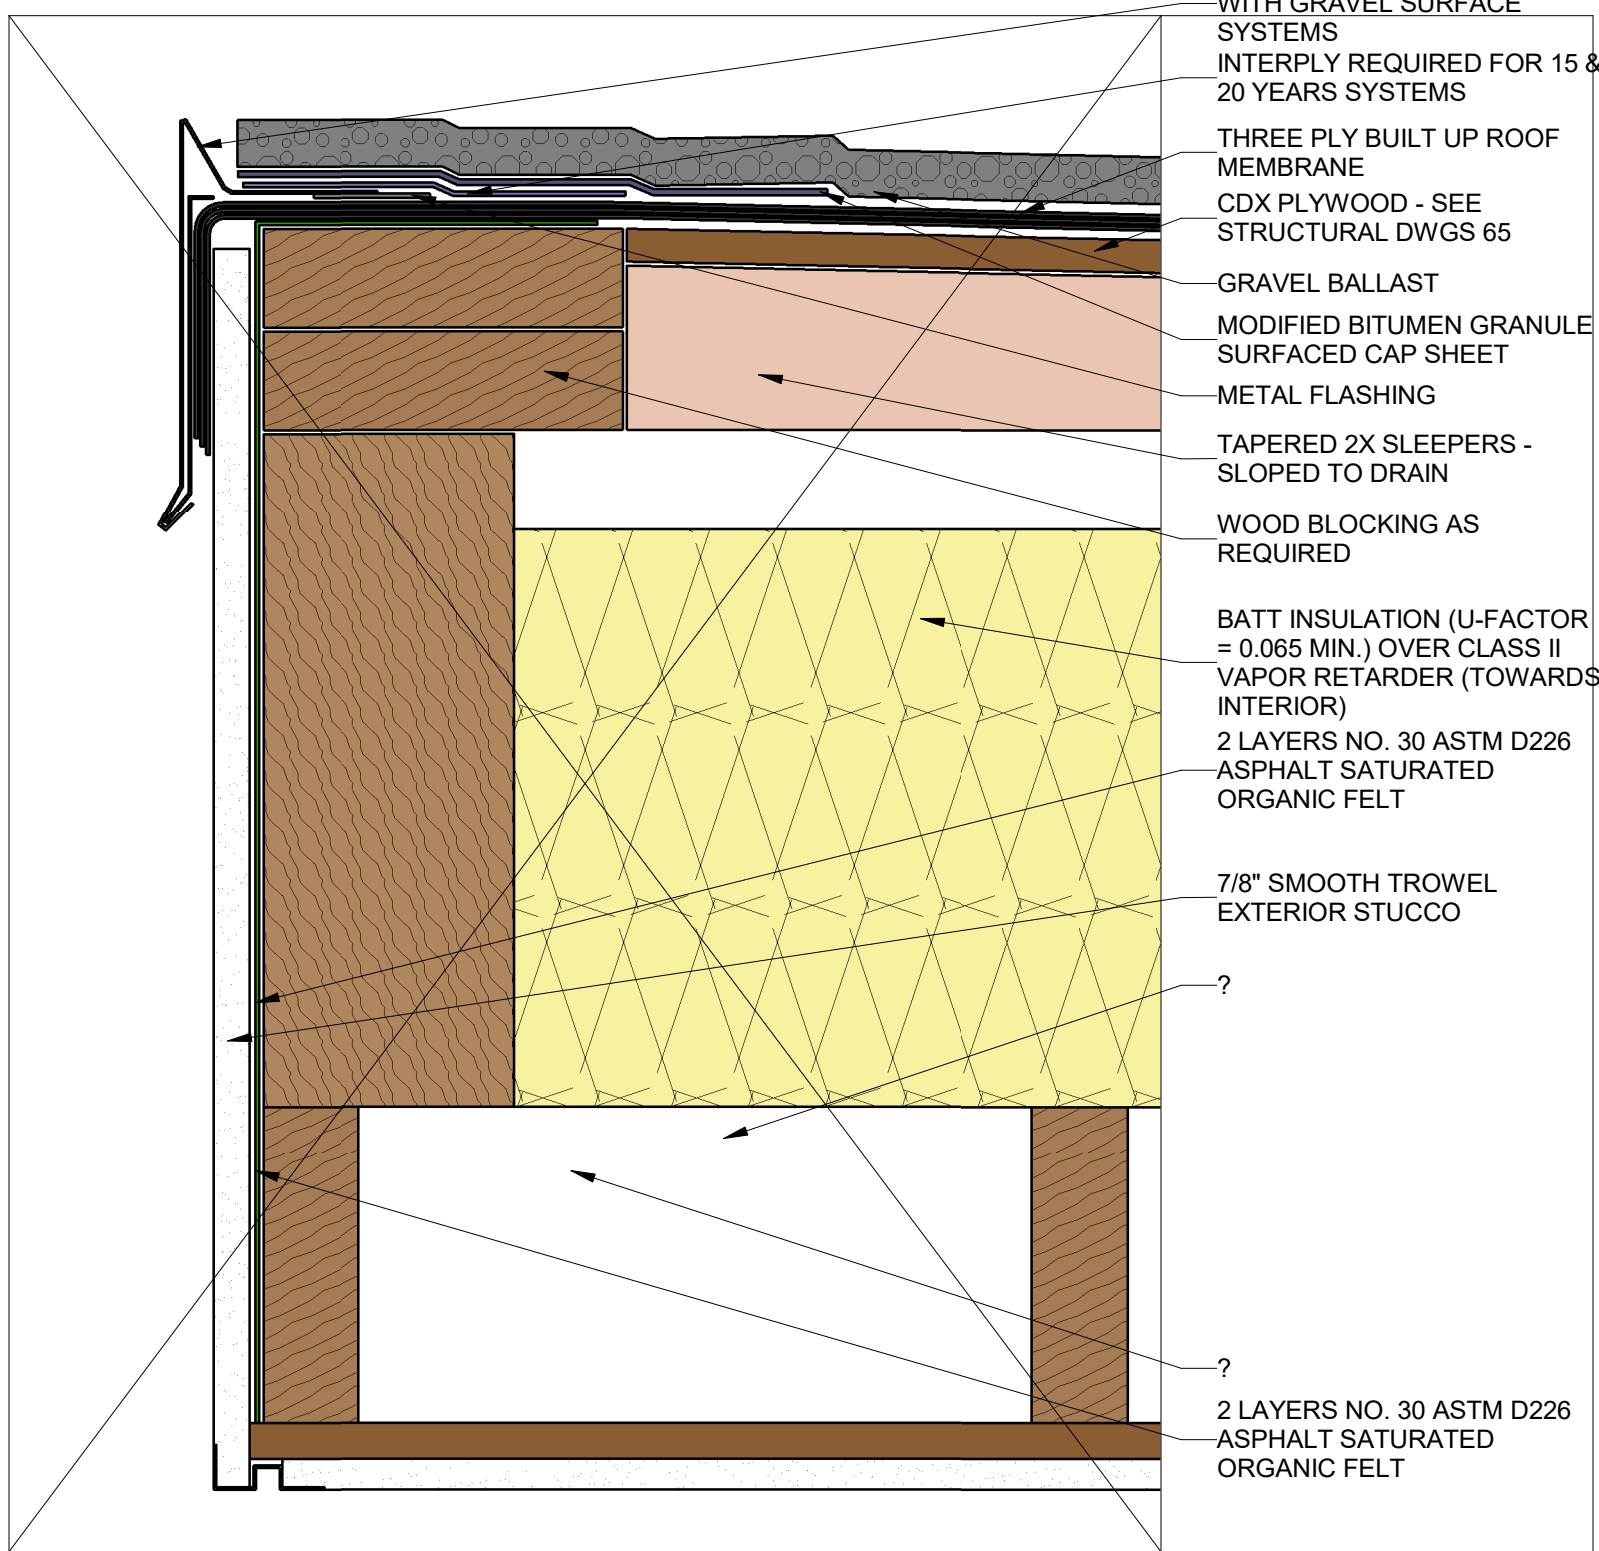 WITH GRAVEL SURFACE
SYSTEMS
INTERPLY REQUIRED FOR 15 &
20 YEARS SYSTEMS
THREE PLY BUILT UP ROOF
MEMBRANE
CDX PLYWOOD - SEE
STRUCTURAL DWGS 65
GRAVEL BALLAST
MODIFIED BITUMEN GRANULE
SURFACED CAP SHEET
METAL FLASHING
TAPERED 2X SLEEPERS -
SLOPED TO DRAIN
WOOD BLOCKING AS
REQUIRED
BATT INSULATION (U-FACTOR
= 0.065 MIN.) OVER CLASS II
VAPOR RETARDER (TOWARDS
INTERIOR)
2 LAYERS NO. 30 ASTM D226
ASPHALT SATURATED
ORGANIC FELT
7/8" SMOOTH TROWEL
EXTERIOR STUCCO
?
?
2 LAYERS NO. 30 ASTM D226
ASPHALT SATURATED
ORGANIC FELT